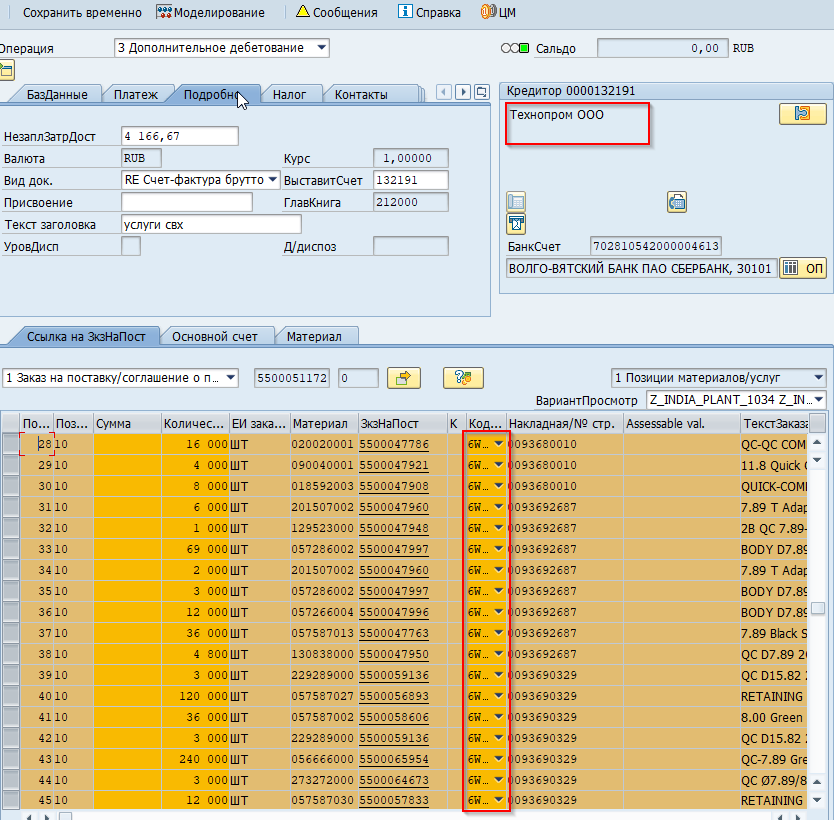 Сохранить временно Моделирование Сообщения Справка ЦМ
Операция 3 Дополнительное дебетование Сальдо 0,00 RUB
БазДанные Платеж Подробно Налог Контакты
Кредитор 0000132191
Технопром ООО
НезаплЗатрДост 4 166,67
Валюта RUB Курс 1,00000
Вид док. RE Счет-фактура брутто ВыставитСчет 132191
Присвоение ГлавКнига 212000
Текст заголовка услуги свх
УровДисп Д/диспоз
БанкСчет 702810542000004613
ВОЛГО-ВЯТСКИЙ БАНК ПАО СБЕРБАНК, 30101 ОП
Ссылка на ЗкзНаПост Основной счет Материал
1 Заказ на поставку/соглашение о п... 5500051172 0 1 Позиции материалов/услуг
ВариантПросмотр Z_INDIA_PLANT_1034 Z_IN...
По... Поз... Сумма Количес... ЕИ зака... Материал ЗкзНаПост К Код... Накладная/№ стр. Assessable val. ТекстЗаказа
28 10 16 000 ШТ 020020001 5500047786 6W... 0093680010 QC-QC COM
29 10 4 000 ШТ 090040001 5500047921 6W... 0093680010 11.8 Quick C
30 10 8 000 ШТ 018592003 5500047908 6W... 0093680010 QUICK-COM
31 10 6 000 ШТ 201507002 5500047960 6W... 0093692687 7.89 T Adap
32 10 1 000 ШТ 129523000 5500047948 6W... 0093692687 2B QC 7.89-
33 10 69 000 ШТ 057286002 5500047997 6W... 0093692687 BODY D7.89
34 10 2 000 ШТ 201507002 5500047960 6W... 0093692687 7.89 T Adap
35 10 3 000 ШТ 057286002 5500047997 6W... 0093692687 BODY D7.89
36 10 12 000 ШТ 057266004 5500047996 6W... 0093692687 BODY D7.89
37 10 36 000 ШТ 057587013 5500047763 6W... 0093692687 7.89 Black S
38 10 4 800 ШТ 130838000 5500047950 6W... 0093692687 QC D7.89 20
39 10 3 000 ШТ 229289000 5500059136 6W... 0093690329 QC D15.82 2
40 10 120 000 ШТ 057587027 5500056893 6W... 0093690329 RETAINING
41 10 36 000 ШТ 057587002 5500058606 6W... 0093690329 8.00 Green
42 10 3 000 ШТ 229289000 5500059136 6W... 0093690329 QC D15.82 2
43 10 240 000 ШТ 056666000 5500065954 6W... 0093690329 QC-7.89 Gre
44 10 3 000 ШТ 273272000 5500064673 6W... 0093690329 QC Ø7.89/8
45 10 12 000 ШТ 057587030 5500057833 6W... 0093690329 RETAINING